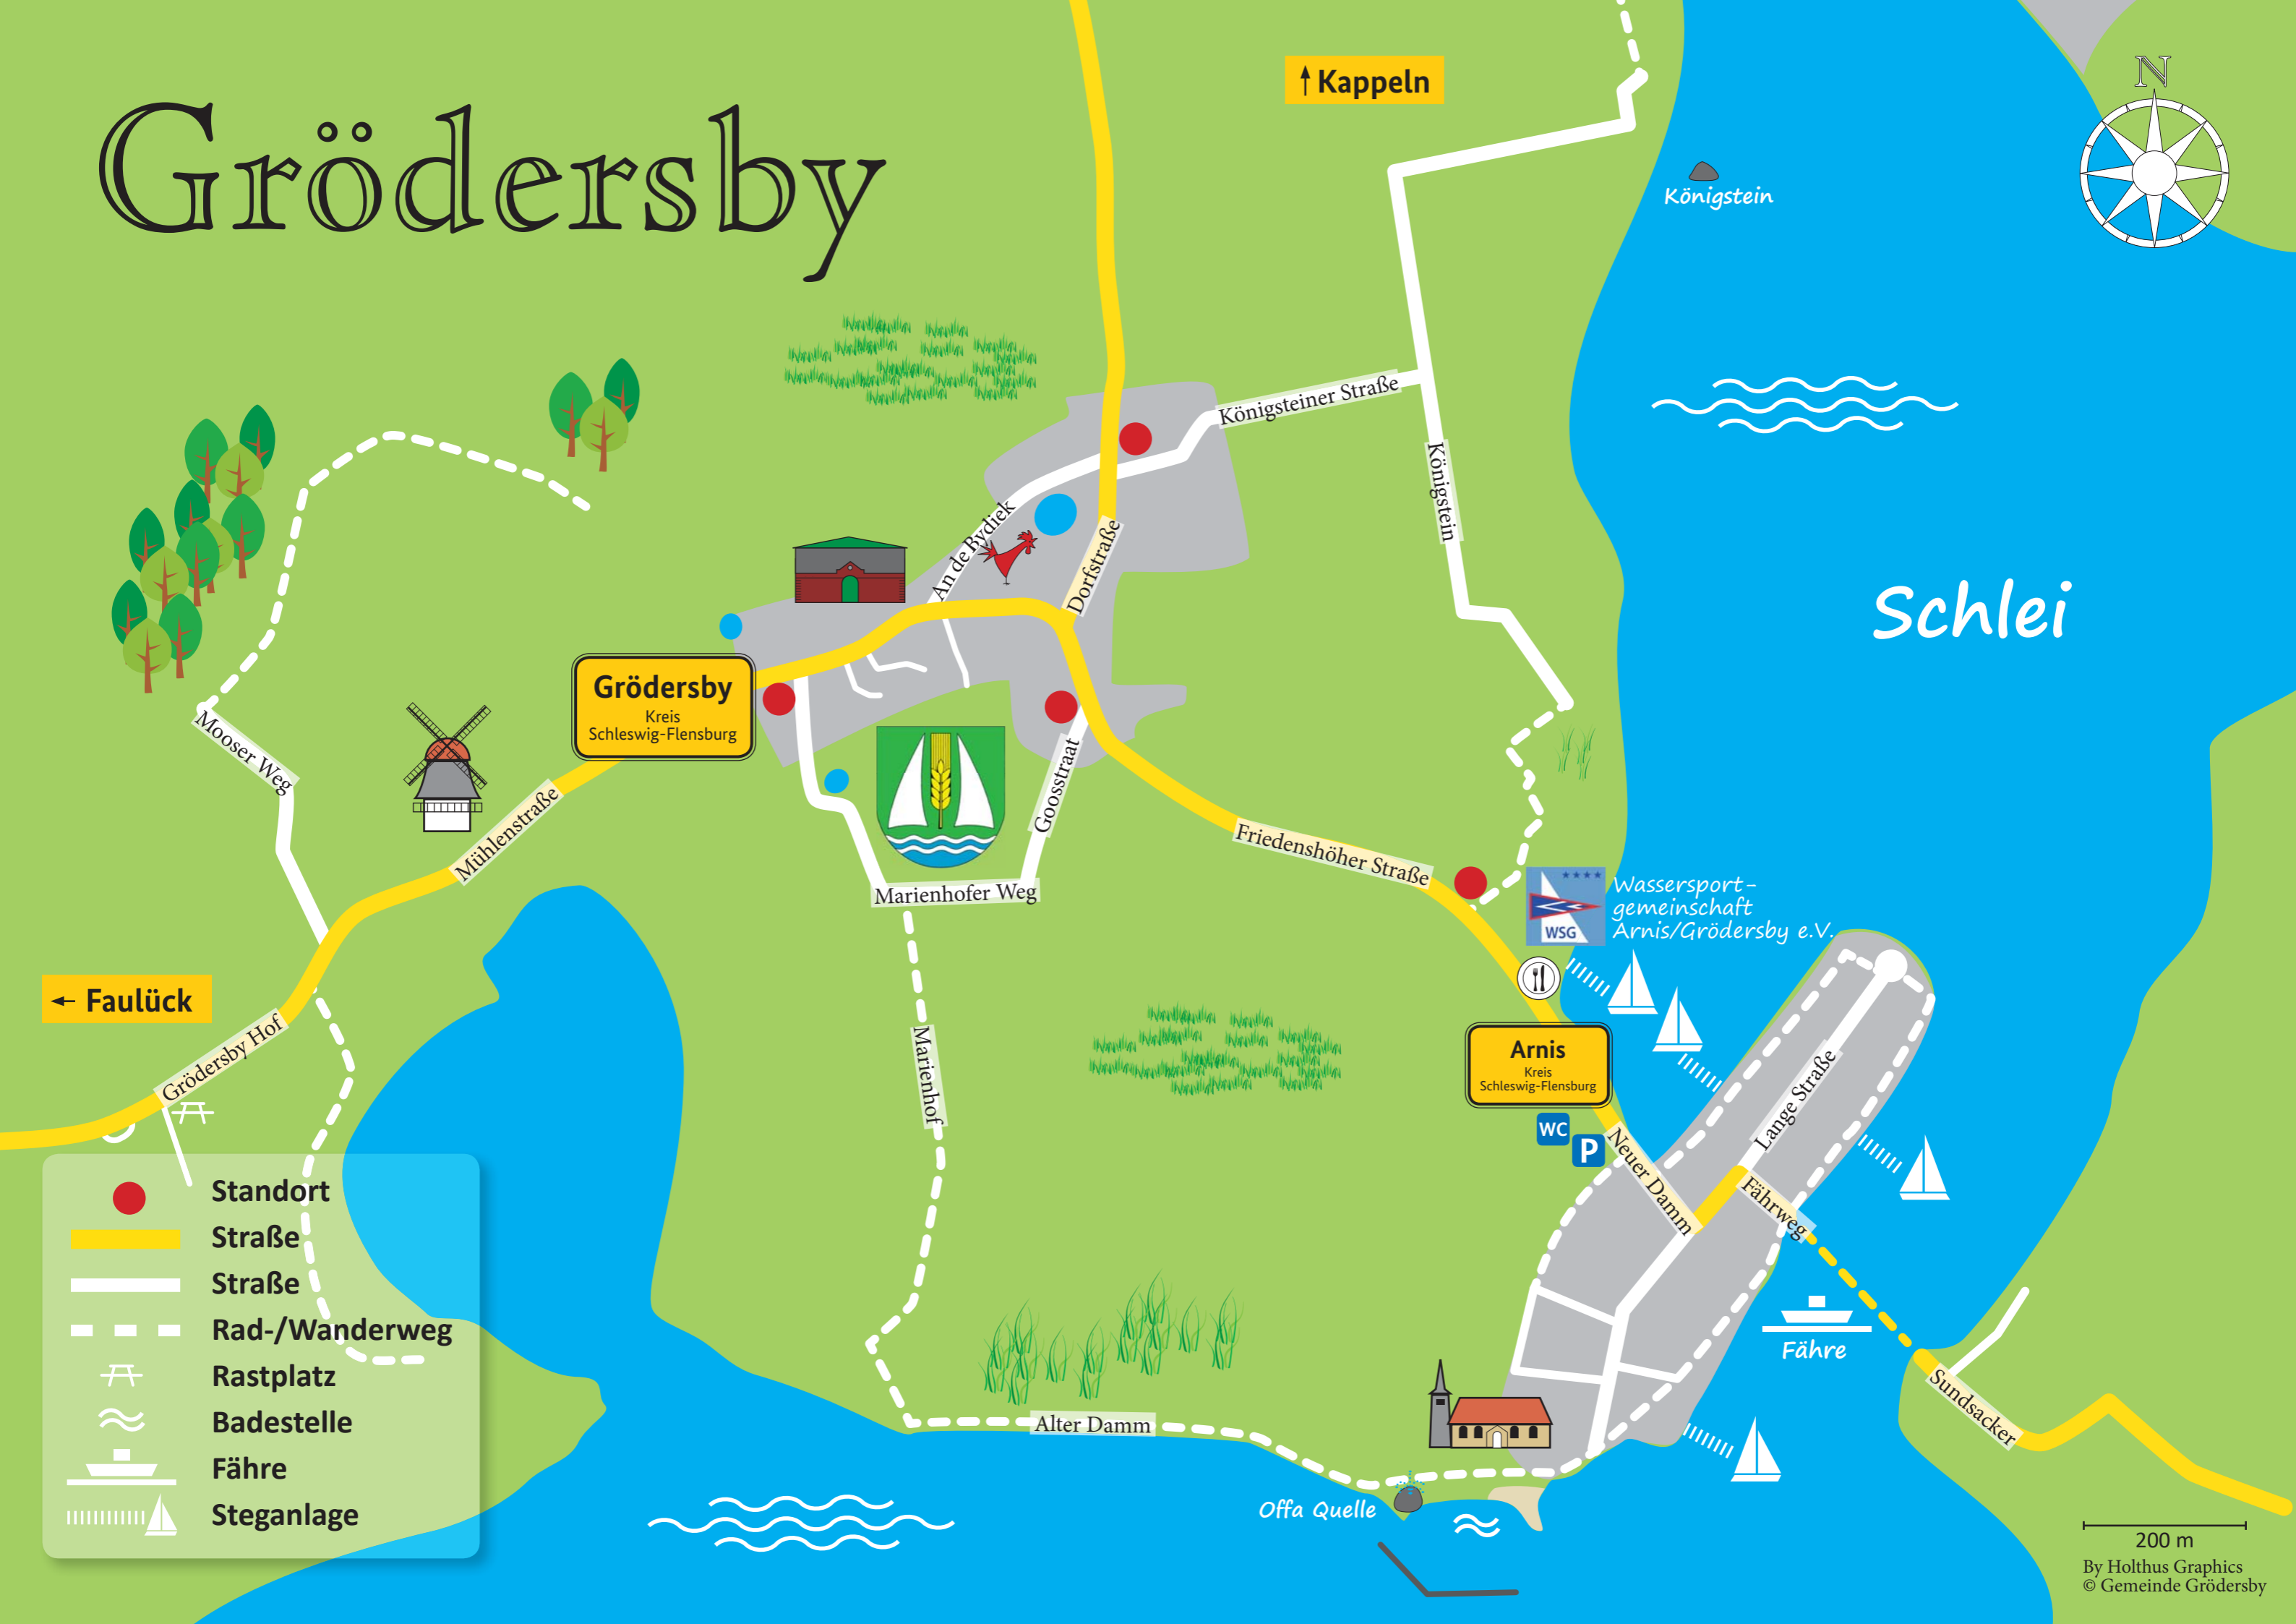 Grödersby
Kappeln
N
Königstein
Königsteiner Straße
Königstein
An de Bydiek
Dorfstraße
Schlei
Grödersby
Kreis
Schleswig-Flensburg
Mooser Weg
Mühlenstraße
Goosstraat
Marienhofer Weg
Friedenshöher Straße
WSG
Wassersport-
gemeinschaft
Arnis/Grödersby e.V.
Faulück
Grödersby Hof
Marienhof
Arnis
Kreis
Schleswig-Flensburg
WC
P
Neuer Damm
Lange Straße
Fährweg
Fähre
Sundsacker
Alter Damm
Offa Quelle
Standort
Straße
Straße
Rad-/Wanderweg
Rastplatz
Badestelle
Fähre
Steganlage
200 m
By Holthus Graphics
© Gemeinde Grödersby